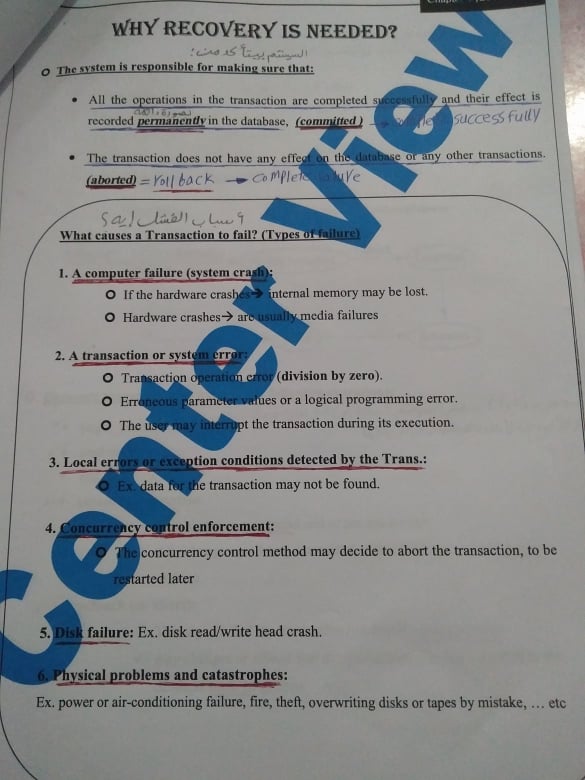 WHY RECOVERY IS NEEDED?
السيستم بيتأكد من:
The system is responsible for making sure that:
All the operations in the transaction are completed successfully and their effect is
recorded permanently in the database, (committed) → successfully
The transaction does not have any effect on the database or any other transactions.
(aborted) = roll back → complete failure
What causes a Transaction to fail? (Types of failure)
1. A computer failure (system crash):
If the hardware crashes→ internal memory may be lost.
Hardware crashes→ are usually media failures
2. A transaction or system error:
Transaction operation error (division by zero).
Erroneous parameter values or a logical programming error.
The user may interrupt the transaction during its execution.
3. Local errors or exception conditions detected by the Trans.:
Ex. data for the transaction may not be found.
4. Concurrency control enforcement:
The concurrency control method may decide to abort the transaction, to be
restarted later
5. Disk failure: Ex. disk read/write head crash.
6. Physical problems and catastrophes:
Ex. power or air-conditioning failure, fire, theft, overwriting disks or tapes by mistake, … etc
Center View